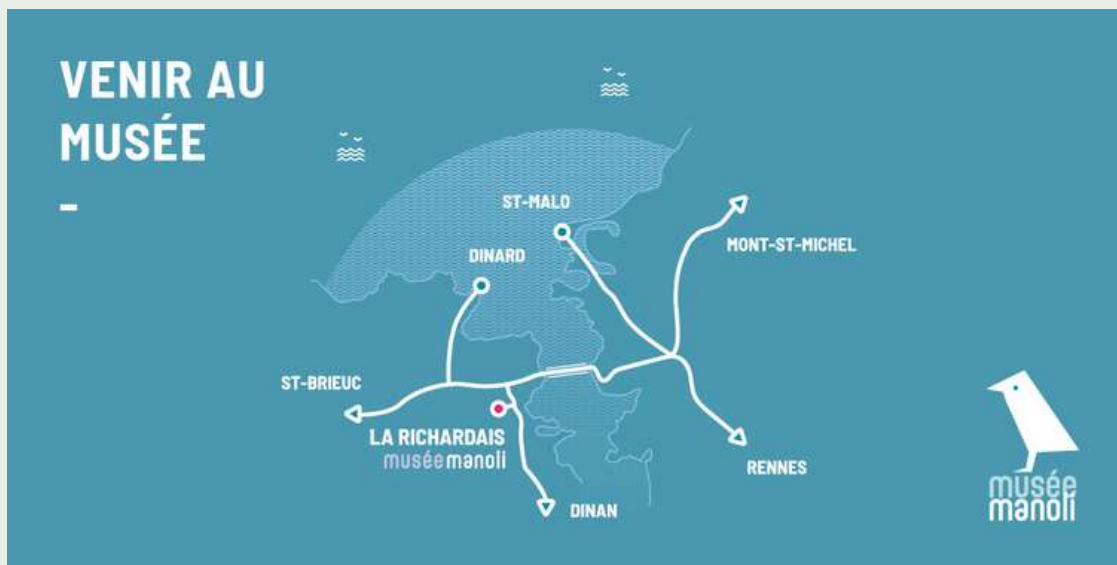 VENIR AU
MUSÉE
-
ST-MALO
DINARD
MONT-ST-MICHEL
ST-BRIEUC
LA RICHARDAIS
muséemanoli
RENNES
DINAN
musée
manoli